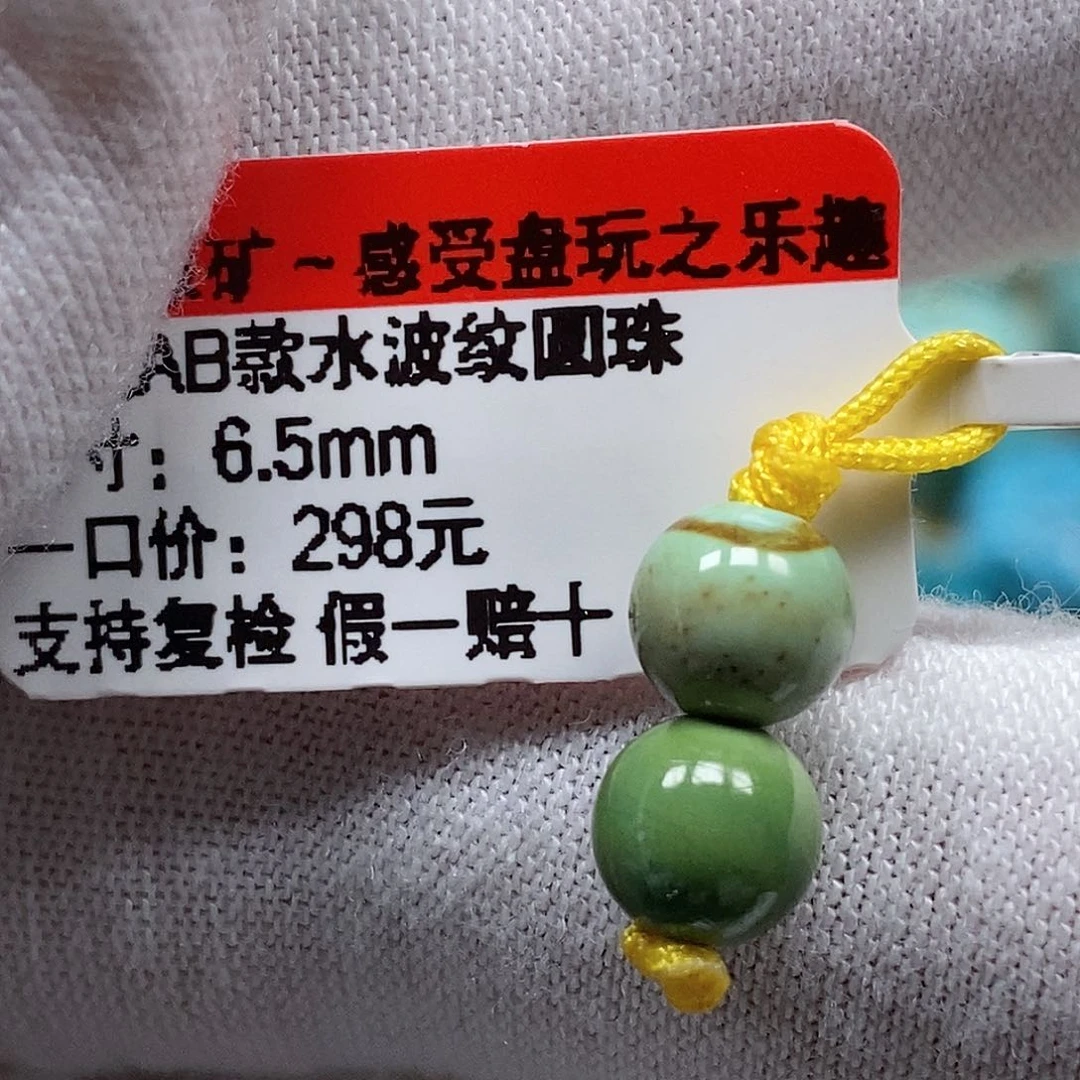 矿~感受盘玩之乐趣
AB款水波纹圆珠
寸：6.5mm
一口价：298元
支持复检 假一赔十